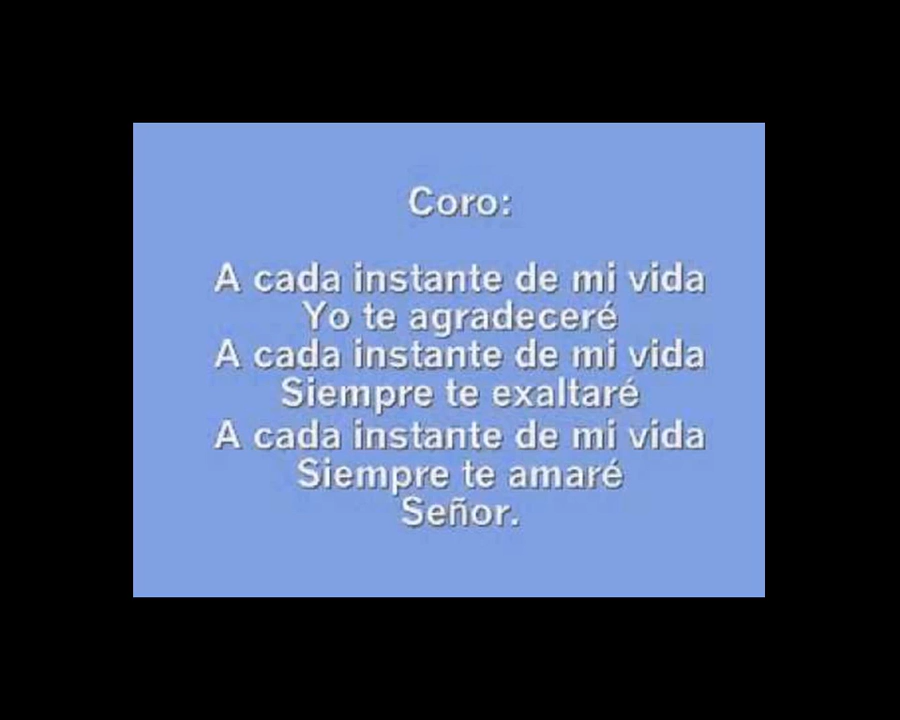 Coro:
A cada instante de mi vida
Yo te agradeceré
A cada instante de mi vida
Siempre te exaltaré
A cada instante de mi vida
Siempre te amaré
Señor.